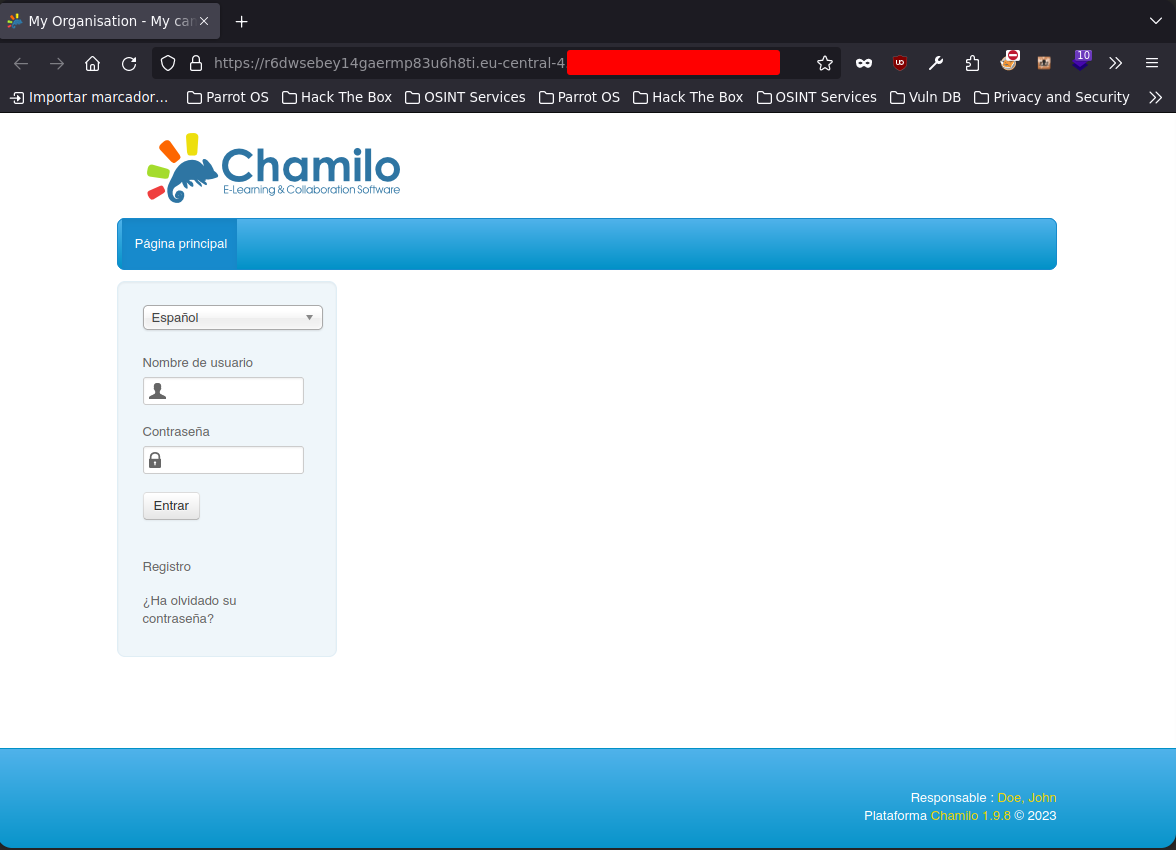 My Organisation - My car
https://r6dwsebey14gaermp83u6h8ti.eu-central-4
UD
10
Importar marcador… Parrot OS Hack The Box OSINT Services Parrot OS Hack The Box OSINT Services Vuln DB Privacy and Security
Chamilo
E-Learning & Collaboration Software
Página principal
Español
Nombre de usuario
Contraseña
Entrar
Registro
¿Ha olvidado su
contraseña?
Responsable : Doe, John
Plataforma Chamilo 1.9.8 © 2023